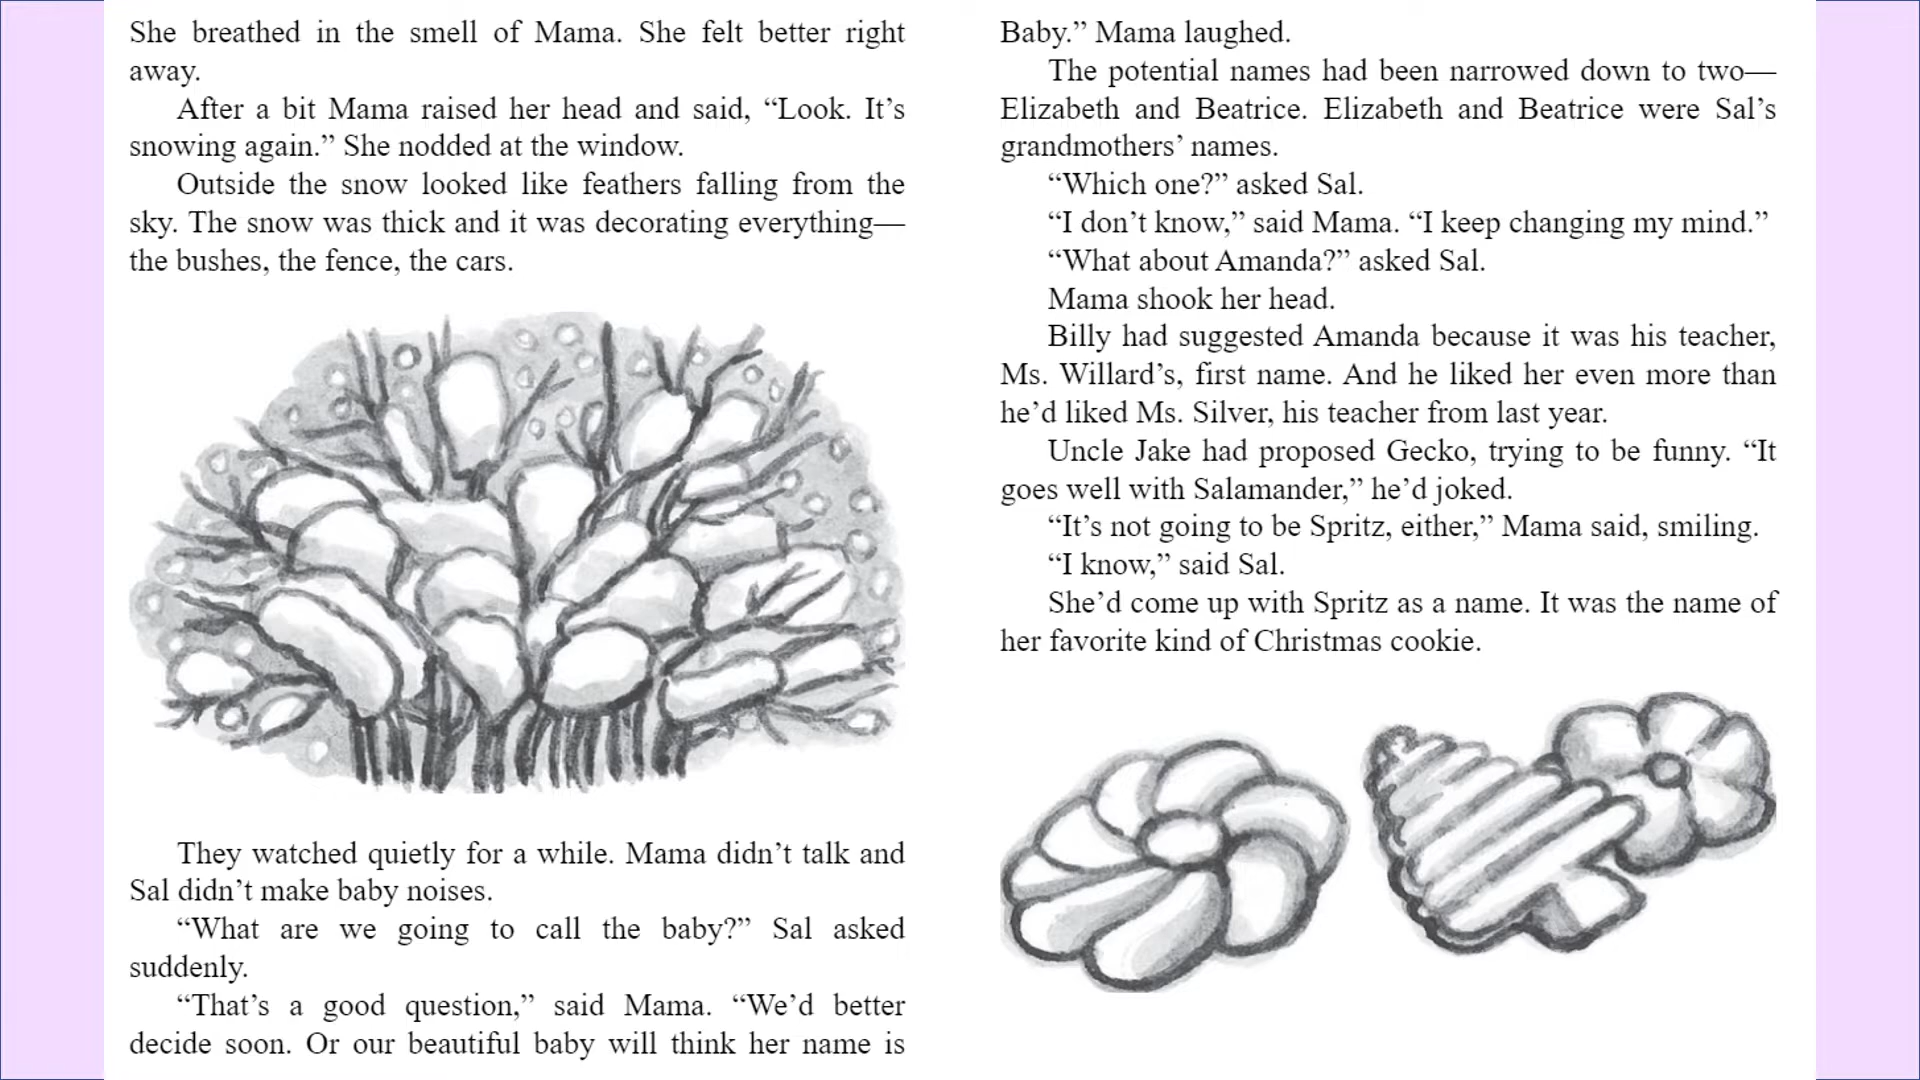 She breathed in the smell of Mama. She felt better right
away.
After a bit Mama raised her head and said, “Look. It’s
snowing again.” She nodded at the window.
Outside the snow looked like feathers falling from the
sky. The snow was thick and it was decorating everything—
the bushes, the fence, the cars.
They watched quietly for a while. Mama didn’t talk and
Sal didn’t make baby noises.
“What are we going to call the baby?” Sal asked
suddenly.
“That’s a good question,” said Mama. “We’d better
decide soon. Or our beautiful baby will think her name is
Baby.” Mama laughed.
The potential names had been narrowed down to two—
Elizabeth and Beatrice. Elizabeth and Beatrice were Sal’s
grandmothers’ names.
“Which one?” asked Sal.
“I don’t know,” said Mama. “I keep changing my mind.”
“What about Amanda?” asked Sal.
Mama shook her head.
Billy had suggested Amanda because it was his teacher,
Ms. Willard’s, first name. And he liked her even more than
he’d liked Ms. Silver, his teacher from last year.
Uncle Jake had proposed Gecko, trying to be funny. “It
goes well with Salamander,” he’d joked.
“It’s not going to be Spritz, either,” Mama said, smiling.
“I know,” said Sal.
She’d come up with Spritz as a name. It was the name of
her favorite kind of Christmas cookie.